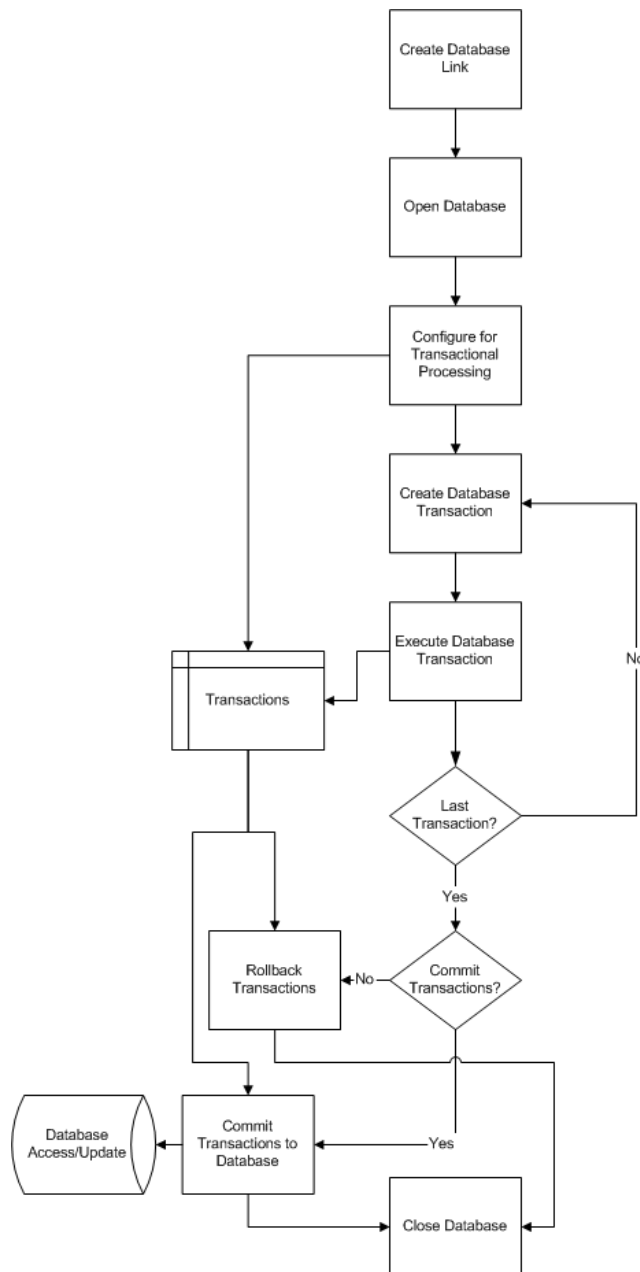 Create Database
Link
Open Database
Configure for
Transactional
Processing
Create Database
Transaction
Execute Database
Transaction
No
Transactions
Last
Transaction?
Yes
Rollback
Transactions
No
Commit
Transactions?
Database
Access/Update
Commit
Transactions to
Database
Yes
Close Database